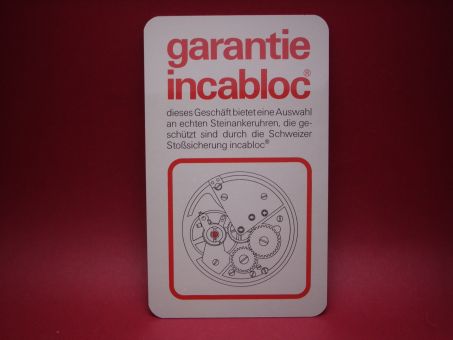 garantie
incabloc®
dieses Geschäft bietet eine Auswahl
an echten Steinankeruhren, die ge-
schützt sind durch die Schweizer
Stoßsicherung incabloc®